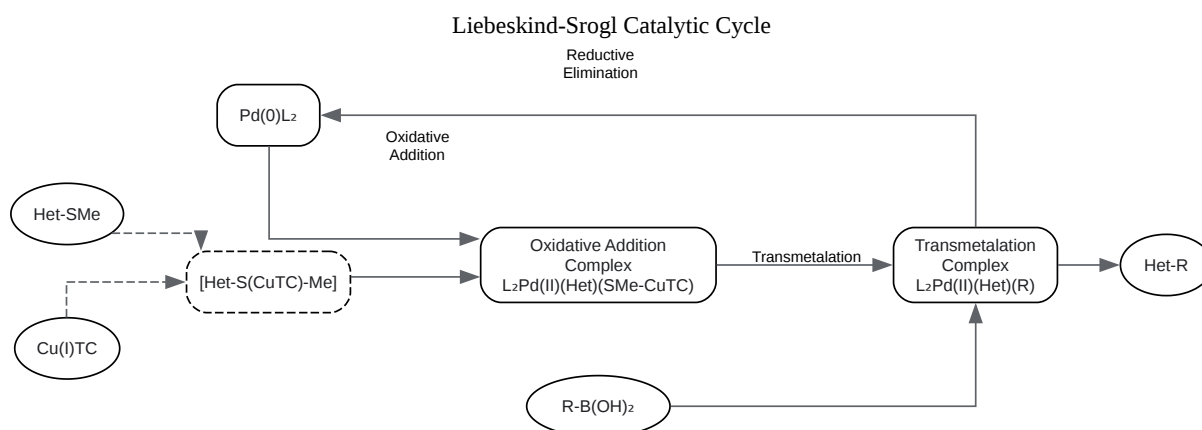 Liebeskind-Srogl Catalytic Cycle
Reductive
Elimination
Pd(0)L₂
Oxidative
Addition
Het-SMe
[Het-S(CuTC)-Me]
Cu(I)TC
Oxidative Addition
Complex
L₂Pd(II)(Het)(SMe-CuTC)
Transmetalation
Transmetalation
Complex
L₂Pd(II)(Het)(R)
Het-R
R-B(OH)₂